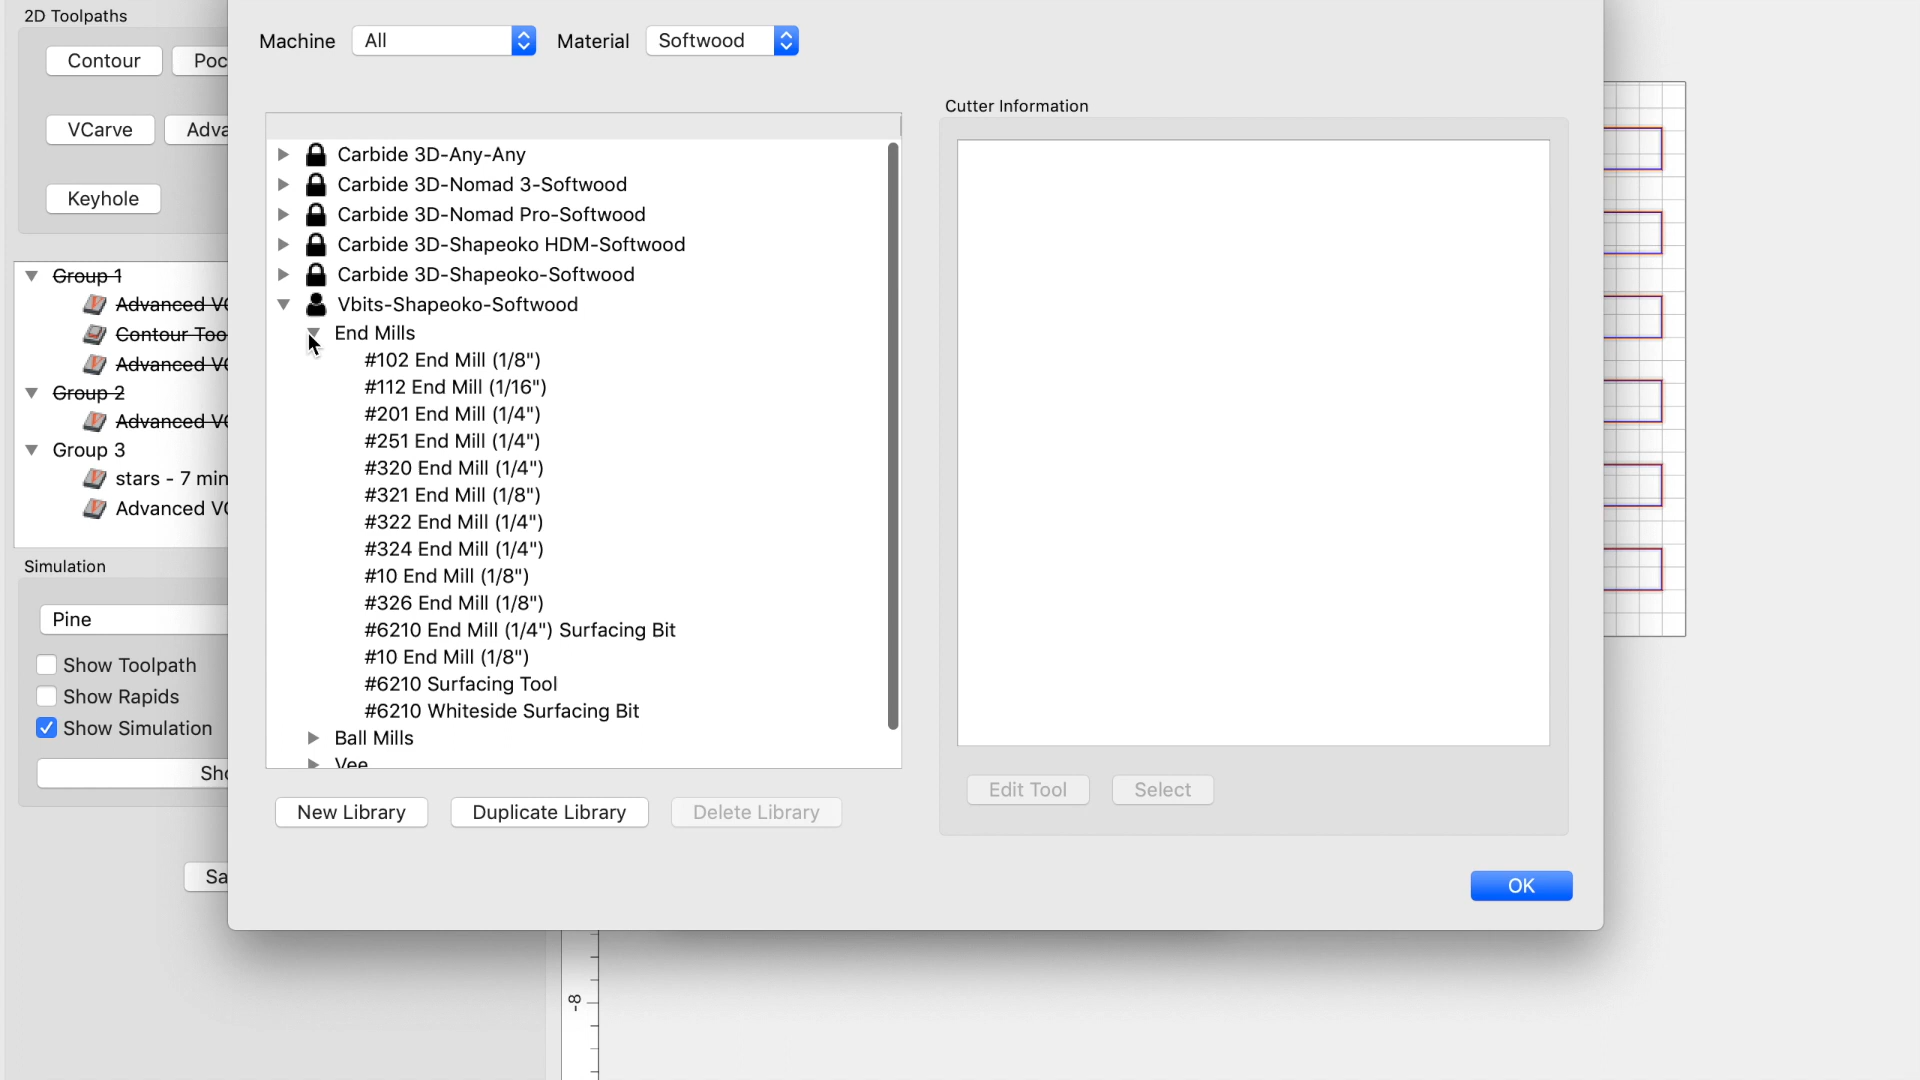 2D Toolpaths
Contour
Poc
VCarve
Adva
Keyhole
Group 1
Advanced VC
Contour Too
Advanced VC
Group 2
Advanced VC
Group 3
stars - 7 min
Advanced VC
Simulation
Pine
Show Toolpath
Show Rapids
Show Simulation
Sho
Sa
Machine All Material Softwood
Carbide 3D-Any-Any
Carbide 3D-Nomad 3-Softwood
Carbide 3D-Nomad Pro-Softwood
Carbide 3D-Shapeoko HDM-Softwood
Carbide 3D-Shapeoko-Softwood
Vbits-Shapeoko-Softwood
End Mills
#102 End Mill (1/8")
#112 End Mill (1/16")
#201 End Mill (1/4")
#251 End Mill (1/4")
#320 End Mill (1/4")
#321 End Mill (1/8")
#322 End Mill (1/4")
#324 End Mill (1/4")
#10 End Mill (1/8")
#326 End Mill (1/8")
#6210 End Mill (1/4") Surfacing Bit
#10 End Mill (1/8")
#6210 Surfacing Tool
#6210 Whiteside Surfacing Bit
Ball Mills
Vee
New Library
Duplicate Library
Delete Library
Cutter Information
Edit Tool
Select
OK
-8